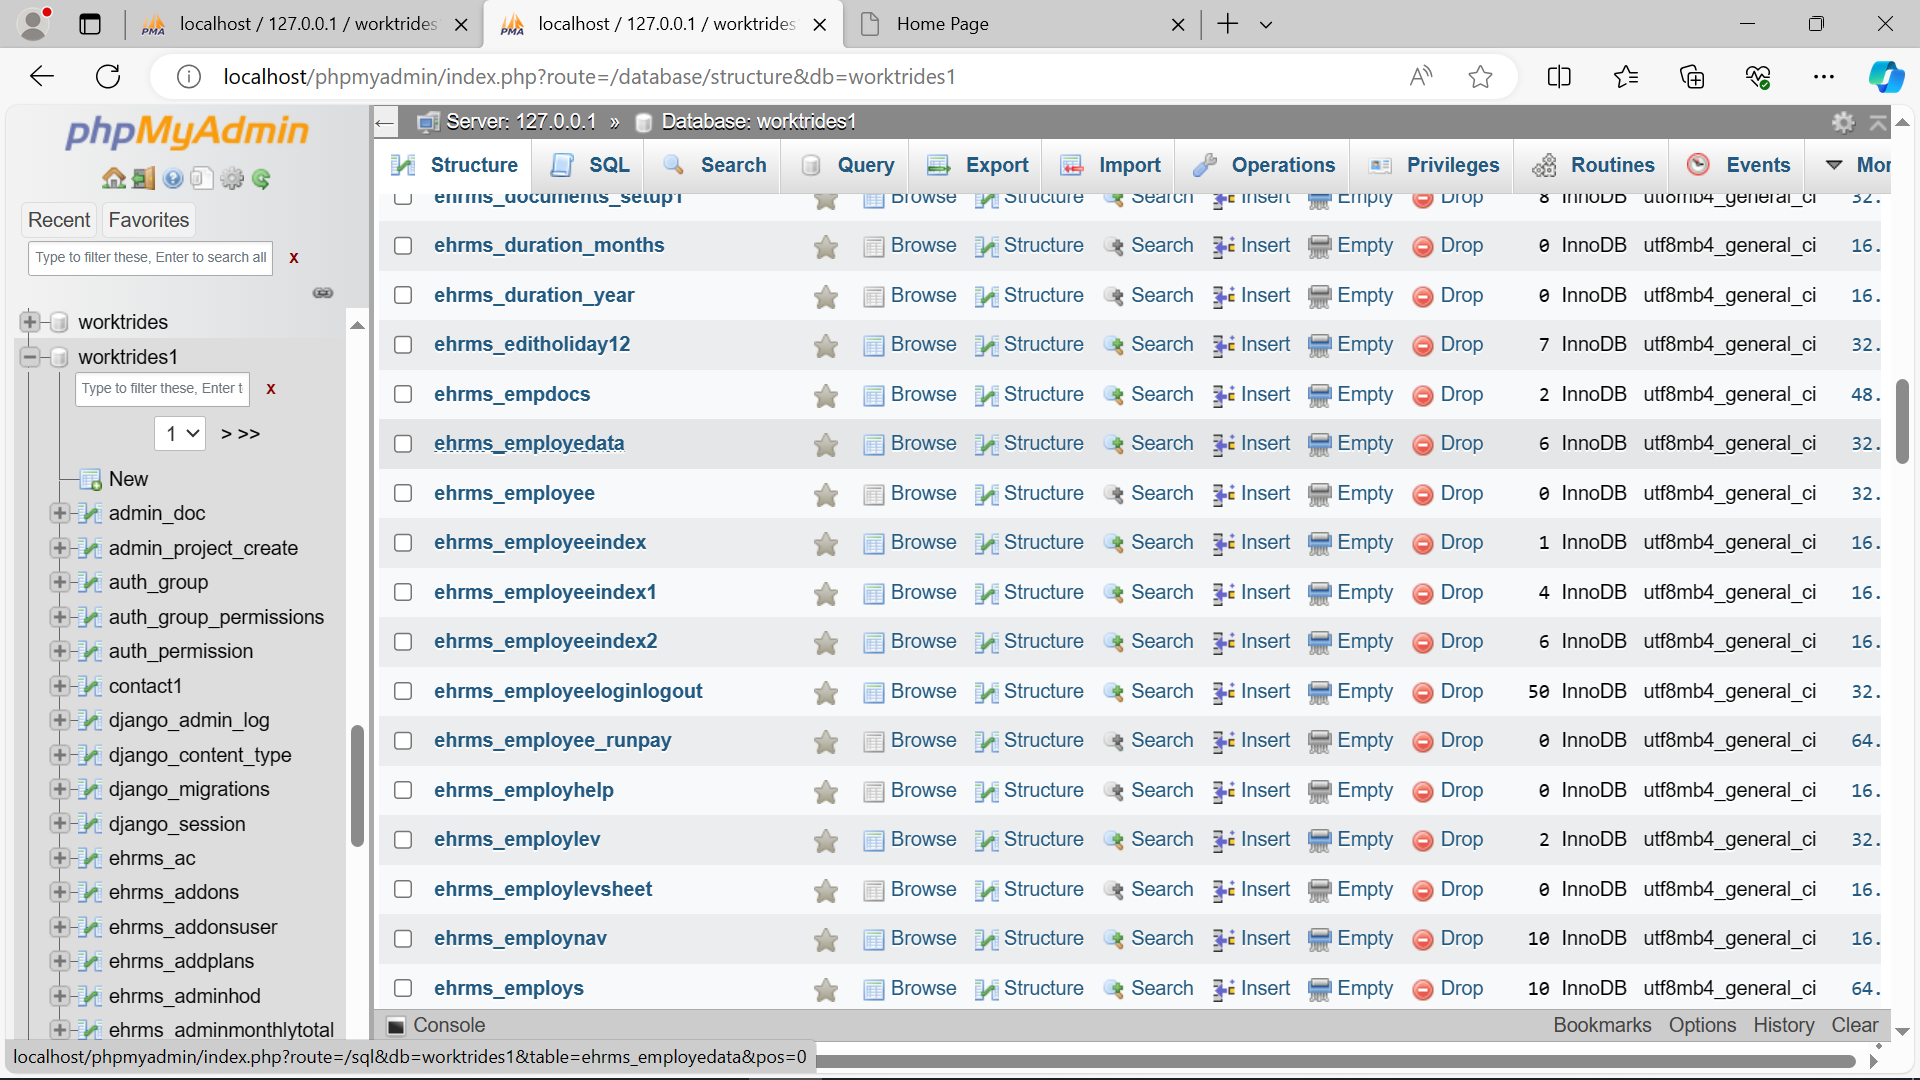 localhost / 127.0.0.1 / worktrides
localhost / 127.0.0.1 / worktrides
Home Page
localhost/phpmyadmin/index.php?route=/database/structure&db=worktrides1
phpMyAdmin
Recent Favorites
Type to filter these, Enter to search all X
worktrides
worktrides1
Type to filter these, Enter t X
1 > >>
New
admin_doc
admin_project_create
auth_group
auth_group_permissions
auth_permission
contact1
django_admin_log
django_content_type
django_migrations
django_session
ehrms_ac
ehrms_addons
ehrms_addonsuser
ehrms_addplans
ehrms_adminhod
ehrms_adminmonthlytotal
Server: 127.0.0.1 » Database: worktrides1
Structure SQL Search Query Export Import Operations Privileges Routines Events Mor
ehrms_documents_setup1 Browse Structure Search Insert Empty Drop 8 InnoDB utf8mb4_general_ci 32.
ehrms_duration_months Browse Structure Search Insert Empty Drop 0 InnoDB utf8mb4_general_ci 16.
ehrms_duration_year Browse Structure Search Insert Empty Drop 0 InnoDB utf8mb4_general_ci 16.
ehrms_editholiday12 Browse Structure Search Insert Empty Drop 7 InnoDB utf8mb4_general_ci 32.
ehrms_empdocs Browse Structure Search Insert Empty Drop 2 InnoDB utf8mb4_general_ci 48.
ehrms_employedata Browse Structure Search Insert Empty Drop 6 InnoDB utf8mb4_general_ci 32.
ehrms_employee Browse Structure Search Insert Empty Drop 0 InnoDB utf8mb4_general_ci 32.
ehrms_employeeindex Browse Structure Search Insert Empty Drop 1 InnoDB utf8mb4_general_ci 16.
ehrms_employeeindex1 Browse Structure Search Insert Empty Drop 4 InnoDB utf8mb4_general_ci 16.
ehrms_employeeindex2 Browse Structure Search Insert Empty Drop 6 InnoDB utf8mb4_general_ci 16.
ehrms_employeeloginlogout Browse Structure Search Insert Empty Drop 50 InnoDB utf8mb4_general_ci 32.
ehrms_employee_runpay Browse Structure Search Insert Empty Drop 0 InnoDB utf8mb4_general_ci 64.
ehrms_employhelp Browse Structure Search Insert Empty Drop 0 InnoDB utf8mb4_general_ci 16.
ehrms_employlev Browse Structure Search Insert Empty Drop 2 InnoDB utf8mb4_general_ci 32.
ehrms_employlevsheet Browse Structure Search Insert Empty Drop 0 InnoDB utf8mb4_general_ci 16.
ehrms_employnav Browse Structure Search Insert Empty Drop 10 InnoDB utf8mb4_general_ci 16.
ehrms_employs Browse Structure Search Insert Empty Drop 10 InnoDB utf8mb4_general_ci 64.
Console Bookmarks Options History Clear
localhost/phpmyadmin/index.php?route=/sql&db=worktrides1&table=ehrms_employedata&pos=0